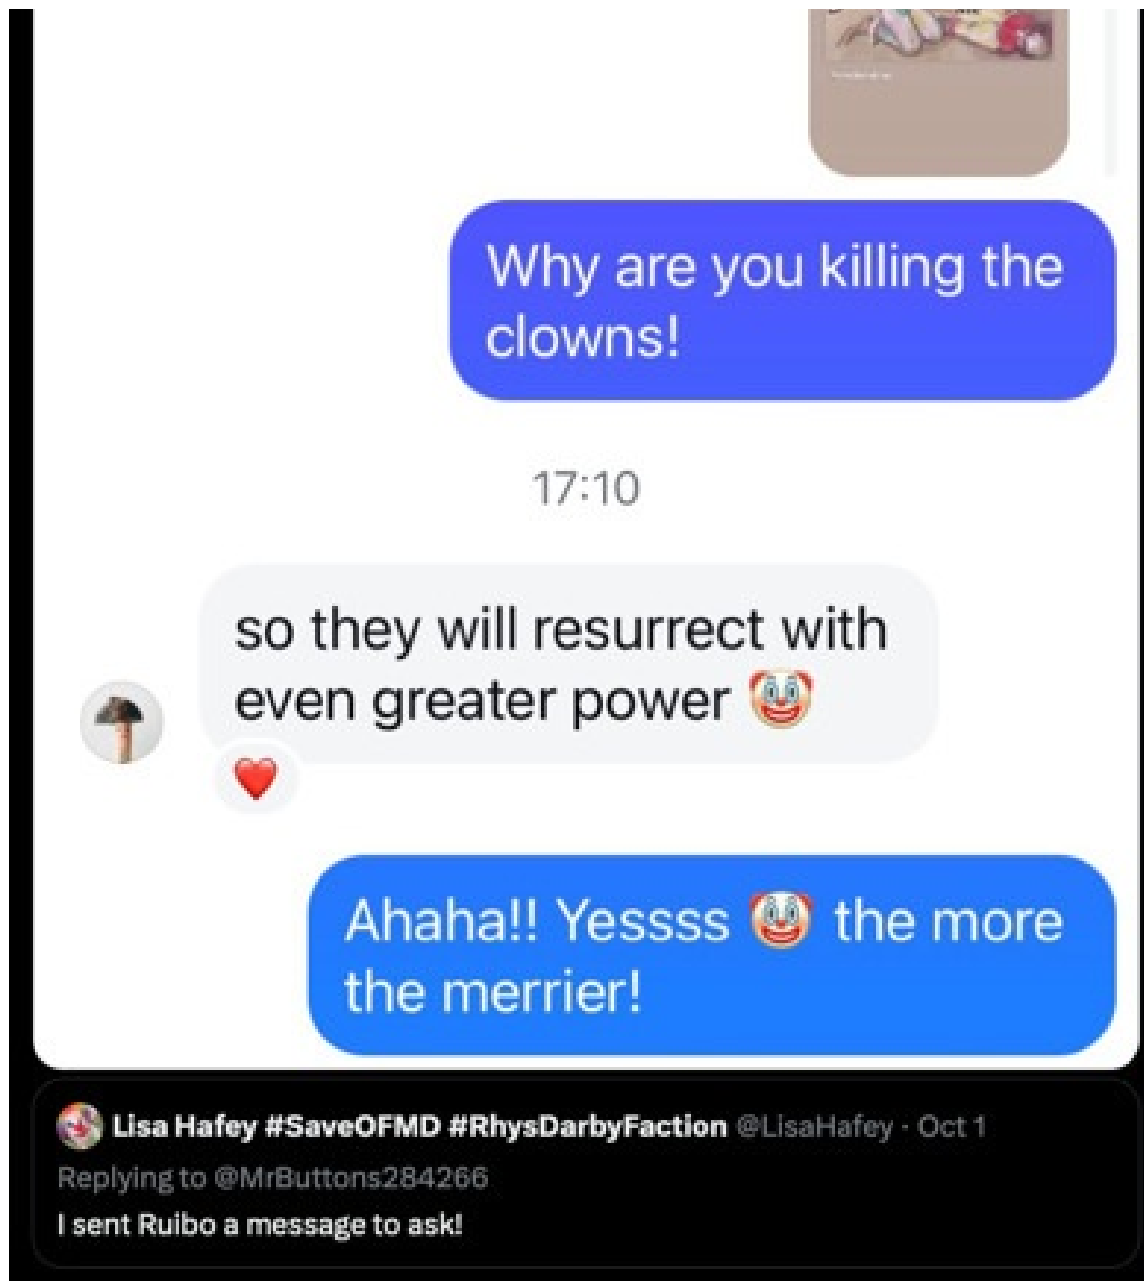 Why are you killing the
clowns!
17:10
so they will resurrect with
even greater power 🤡
❤️
Ahaha!! Yessss 🤡 the more
the merrier!
Lisa Hafey #SaveOFMD #RhysDarbyFaction @LisaHafey · Oct 1
Replying to @MrButtons284266
I sent Ruibo a message to ask!